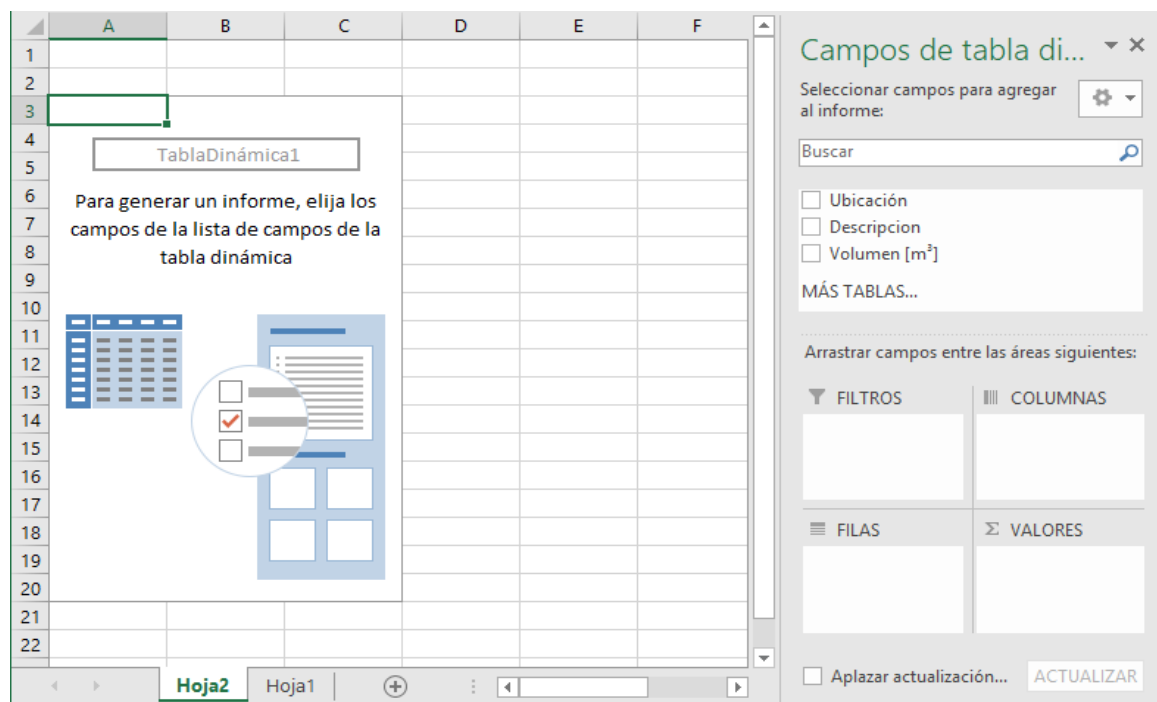 A B C D E F
1
2
3
4
5
6
7
8
9
10
11
12
13
14
15
16
17
18
19
20
21
22
TablaDinámica1
Para generar un informe, elija los
campos de la lista de campos de la
tabla dinámica
Hoja2 Hoja1
Campos de tabla di...
Seleccionar campos para agregar
al informe:
Buscar
Ubicación
Descripcion
Volumen [m³]
MÁS TABLAS...
Arrastrar campos entre las áreas siguientes:
FILTROS COLUMNAS
FILAS Σ VALORES
Aplazar actualización... ACTUALIZAR